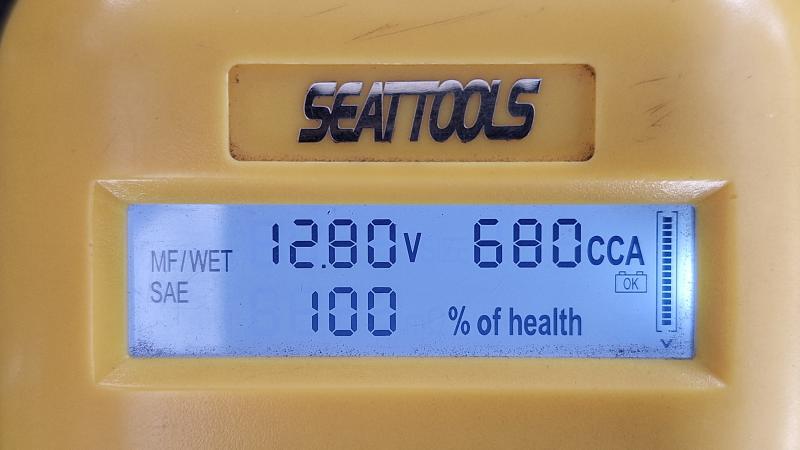 SEATTOOLS
MF/WET 12.80V 680CCA
SAE OK
100 % of health